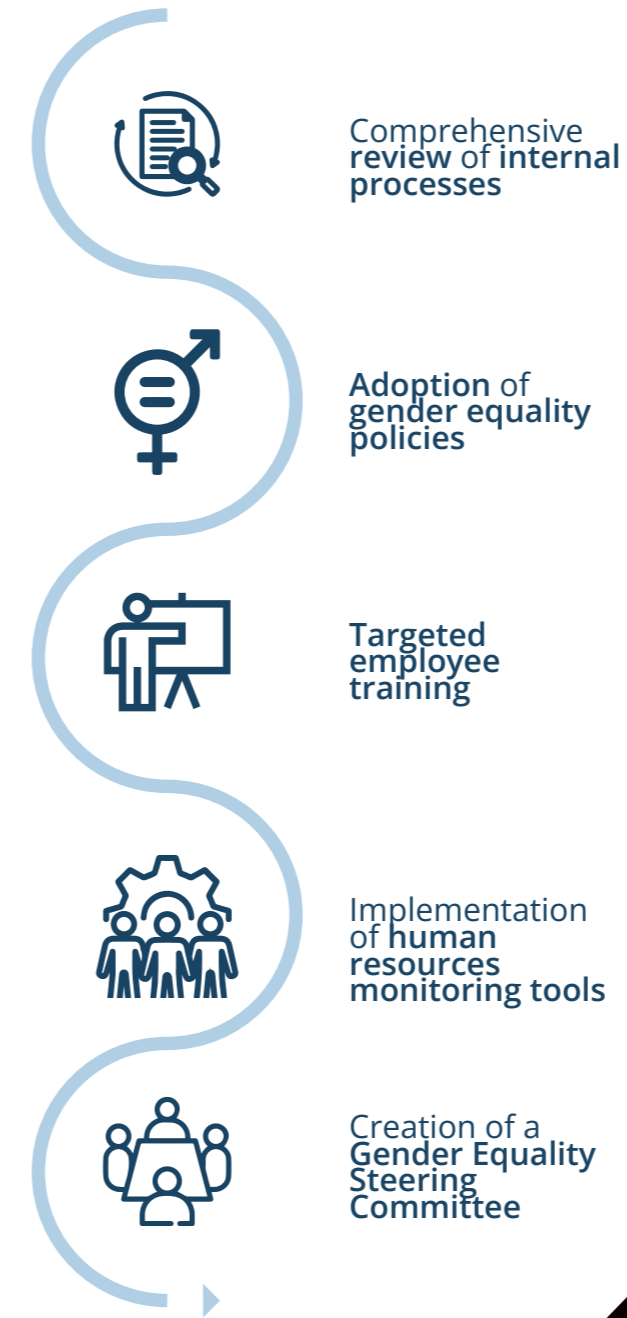 Comprehensive
review of internal
processes
Adoption of
gender equality
policies
Targeted
employee
training
Implementation
of human
resources
monitoring tools
Creation of a
Gender Equality
Steering
Committee